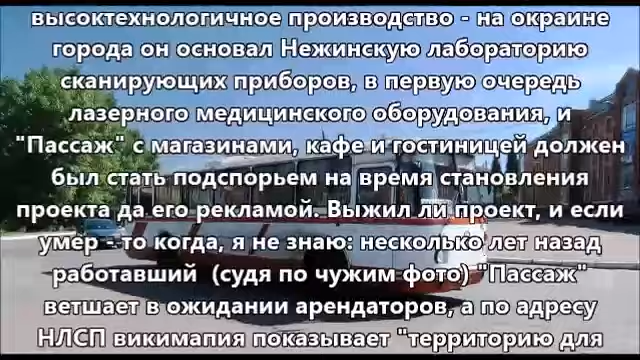 высоктехнологичное производство - на окраине
города он основал Нежинскую лабораторию
сканирующих приборов, в первую очередь
лазерного медицинского оборудования, и
"Пассаж" с магазинами, кафе и гостиницей должен
был стать подспорьем на время становления
проекта да его рекламой. Выжил ли проект, и если
умер - то когда, я не знаю: несколько лет назад
работавший  (судя по чужим фото) "Пассаж"
ветшает в ожидании арендаторов, а по адресу
НЛСП викимапия показывает "территорию для